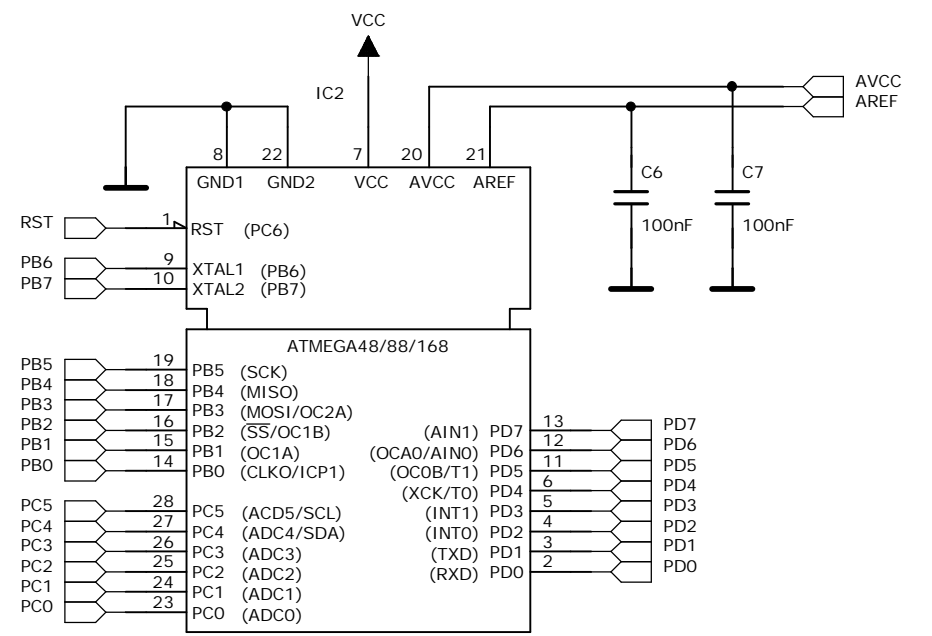 VCC
IC2
AVCC
AREF
8 22 7 20 21
GND1 GND2 VCC AVCC AREF
C6 C7
100nF 100nF
RST 1 RST (PC6)
PB6 9 XTAL1 (PB6)
PB7 10 XTAL2 (PB7)
ATMEGA48/88/168
PB5 19 PB5 (SCK)
PB4 18 PB4 (MISO)
PB3 17 PB3 (MOSI/OC2A)
PB2 16 PB2 (SS/OC1B)
PB1 15 PB1 (OC1A)
PB0 14 PB0 (CLKO/ICP1)
(AIN1) PD7 13 PD7
(OCA0/AIN0) PD6 12 PD6
(OC0B/T1) PD5 11 PD5
(XCK/T0) PD4 6 PD4
(INT1) PD3 5 PD3
(INT0) PD2 4 PD2
(TXD) PD1 3 PD1
(RXD) PD0 2 PD0
PC5 28 PC5 (ACD5/SCL)
PC4 27 PC4 (ADC4/SDA)
PC3 26 PC3 (ADC3)
PC2 25 PC2 (ADC2)
PC1 24 PC1 (ADC1)
PC0 23 PC0 (ADC0)